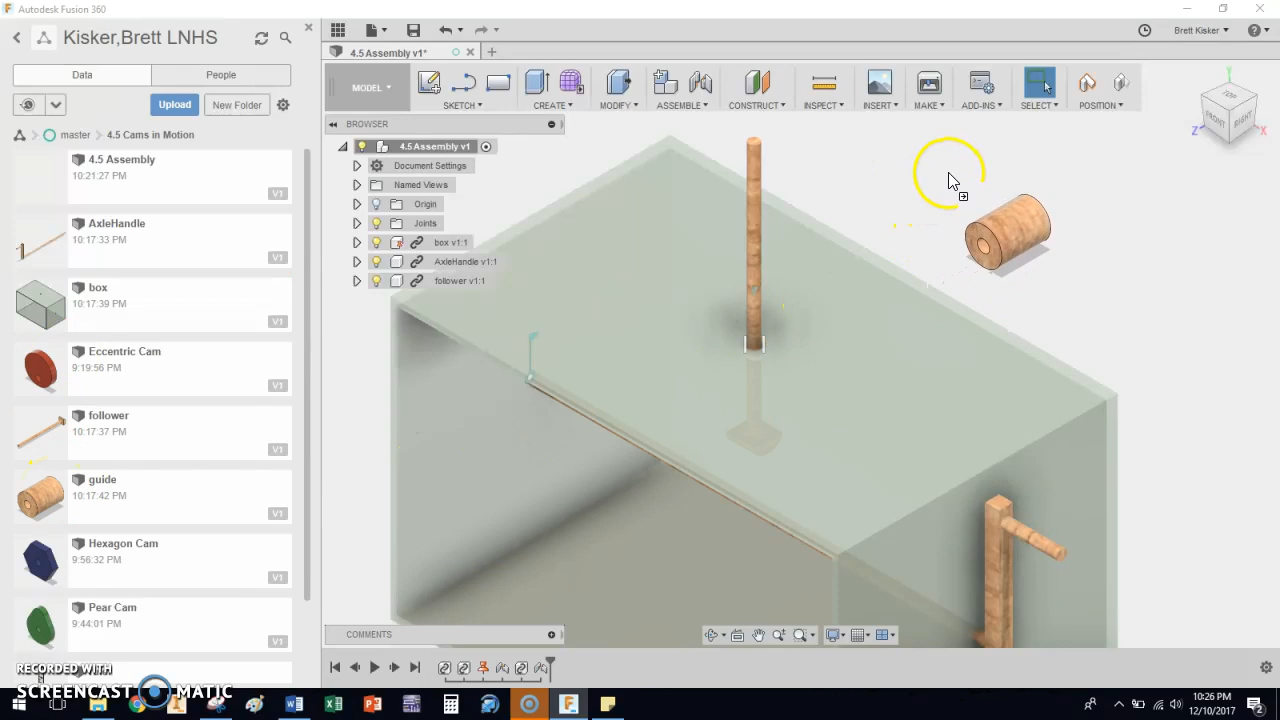 Autodesk Fusion 360
Kisker,Brett LNHS
Data
People
Upload
New Folder
master
4.5 Cams in Motion
4.5 Assembly
10:21:27 PM
V1
AxleHandle
10:17:33 PM
V1
box
10:17:39 PM
V1
Eccentric Cam
9:19:56 PM
V1
follower
10:17:37 PM
V1
guide
10:17:42 PM
V1
Hexagon Cam
9:56:32 PM
V1
Pear Cam
9:44:01 PM
V1
4.5 Assembly v1*
Brett Kisker
MODEL
SKETCH
CREATE
MODIFY
ASSEMBLE
CONSTRUCT
INSPECT
INSERT
MAKE
ADD-INS
SELECT
POSITION
BROWSER
4.5 Assembly v1
Document Settings
Named Views
Origin
Joints
box v1:1
AxleHandle v1:1
follower v1:1
TOP
FRONT
RIGHT
Y
Z
X
COMMENTS
RECORDED WITH
SCREENCAST MATIC
10:26 PM
12/10/2017
2